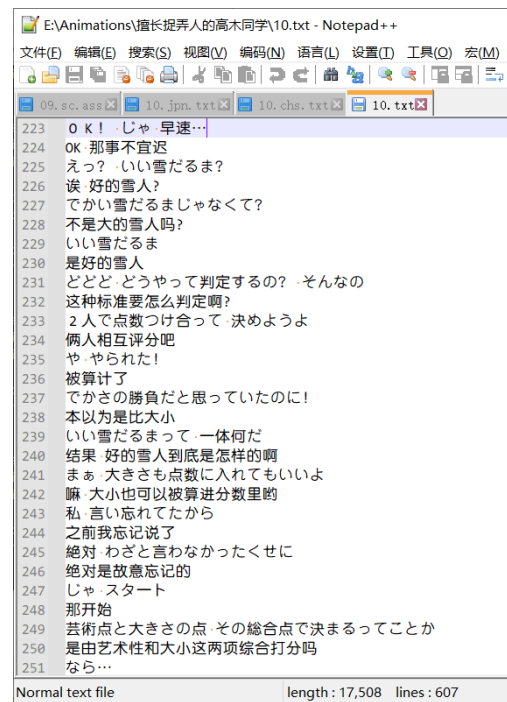 E:\Animations\擅长捉弄人的高木同学\10.txt - Notepad++
文件(F) 编辑(E) 搜索(S) 视图(V) 编码(N) 语言(L) 设置(T) 工具(O) 宏(M)
09.sc.ass 10.jpn.txt 10.chs.txt 10.txt
223 OK! じゃ 早速…
224 OK 那事不宜迟
225 えっ? いい雪だるま?
226 诶 好的雪人?
227 でかい雪だるまじゃなくて?
228 不是大的雪人吗?
229 いい雪だるま
230 是好的雪人
231 どどど どうやって判定するの? そんなの
232 这种标准要怎么判定啊?
233 2人で点数つけ合って 決めようよ
234 俩人相互评分吧
235 や やられた!
236 被算计了
237 でかさの勝負だと思っていたのに!
238 本以为是比大小
239 いい雪だるまって 一体何だ
240 结果 好的雪人到底是怎样的啊
241 まぁ 大きさも点数に入れてもいいよ
242 嘛 大小也可以被算进分数里哟
243 私 言い忘れてたから
244 之前我忘记说了
245 絶対 わざと言わなかったくせに
246 绝对是故意忘记的
247 じゃ スタート
248 那开始
249 芸術点と大きさの点 その総合点で決まるってことか
250 是由艺术性和大小这两项综合打分吗
251 なら…
Normal text file length : 17,508 lines : 607